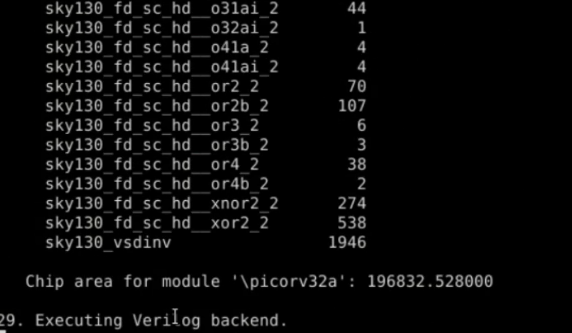 sky130_fd_sc_hd__o31ai_2 44
sky130_fd_sc_hd__o32ai_2 1
sky130_fd_sc_hd__o41a_2 4
sky130_fd_sc_hd__o41ai_2 4
sky130_fd_sc_hd__or2_2 70
sky130_fd_sc_hd__or2b_2 107
sky130_fd_sc_hd__or3_2 6
sky130_fd_sc_hd__or3b_2 3
sky130_fd_sc_hd__or4_2 38
sky130_fd_sc_hd__or4b_2 2
sky130_fd_sc_hd__xnor2_2 274
sky130_fd_sc_hd__xor2_2 538
sky130_vsdinv 1946
Chip area for module '\picorv32a': 196832.528000
29. Executing Verilog backend.